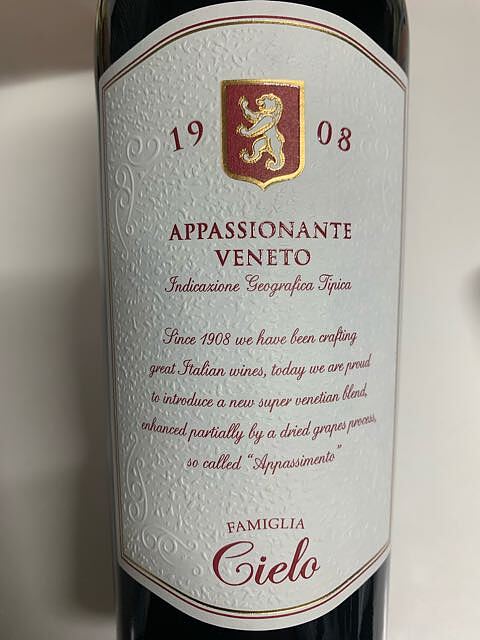 19 08
APPASSIONANTE
VENETO
Indicazione Geografica Tipica
Since 1908 we have been crafting
great Italian wines, today we are proud
to introduce a new super venetian blend,
enhanced partially by a dried grapes process,
so called "Appassimento"
FAMIGLIA
Cielo